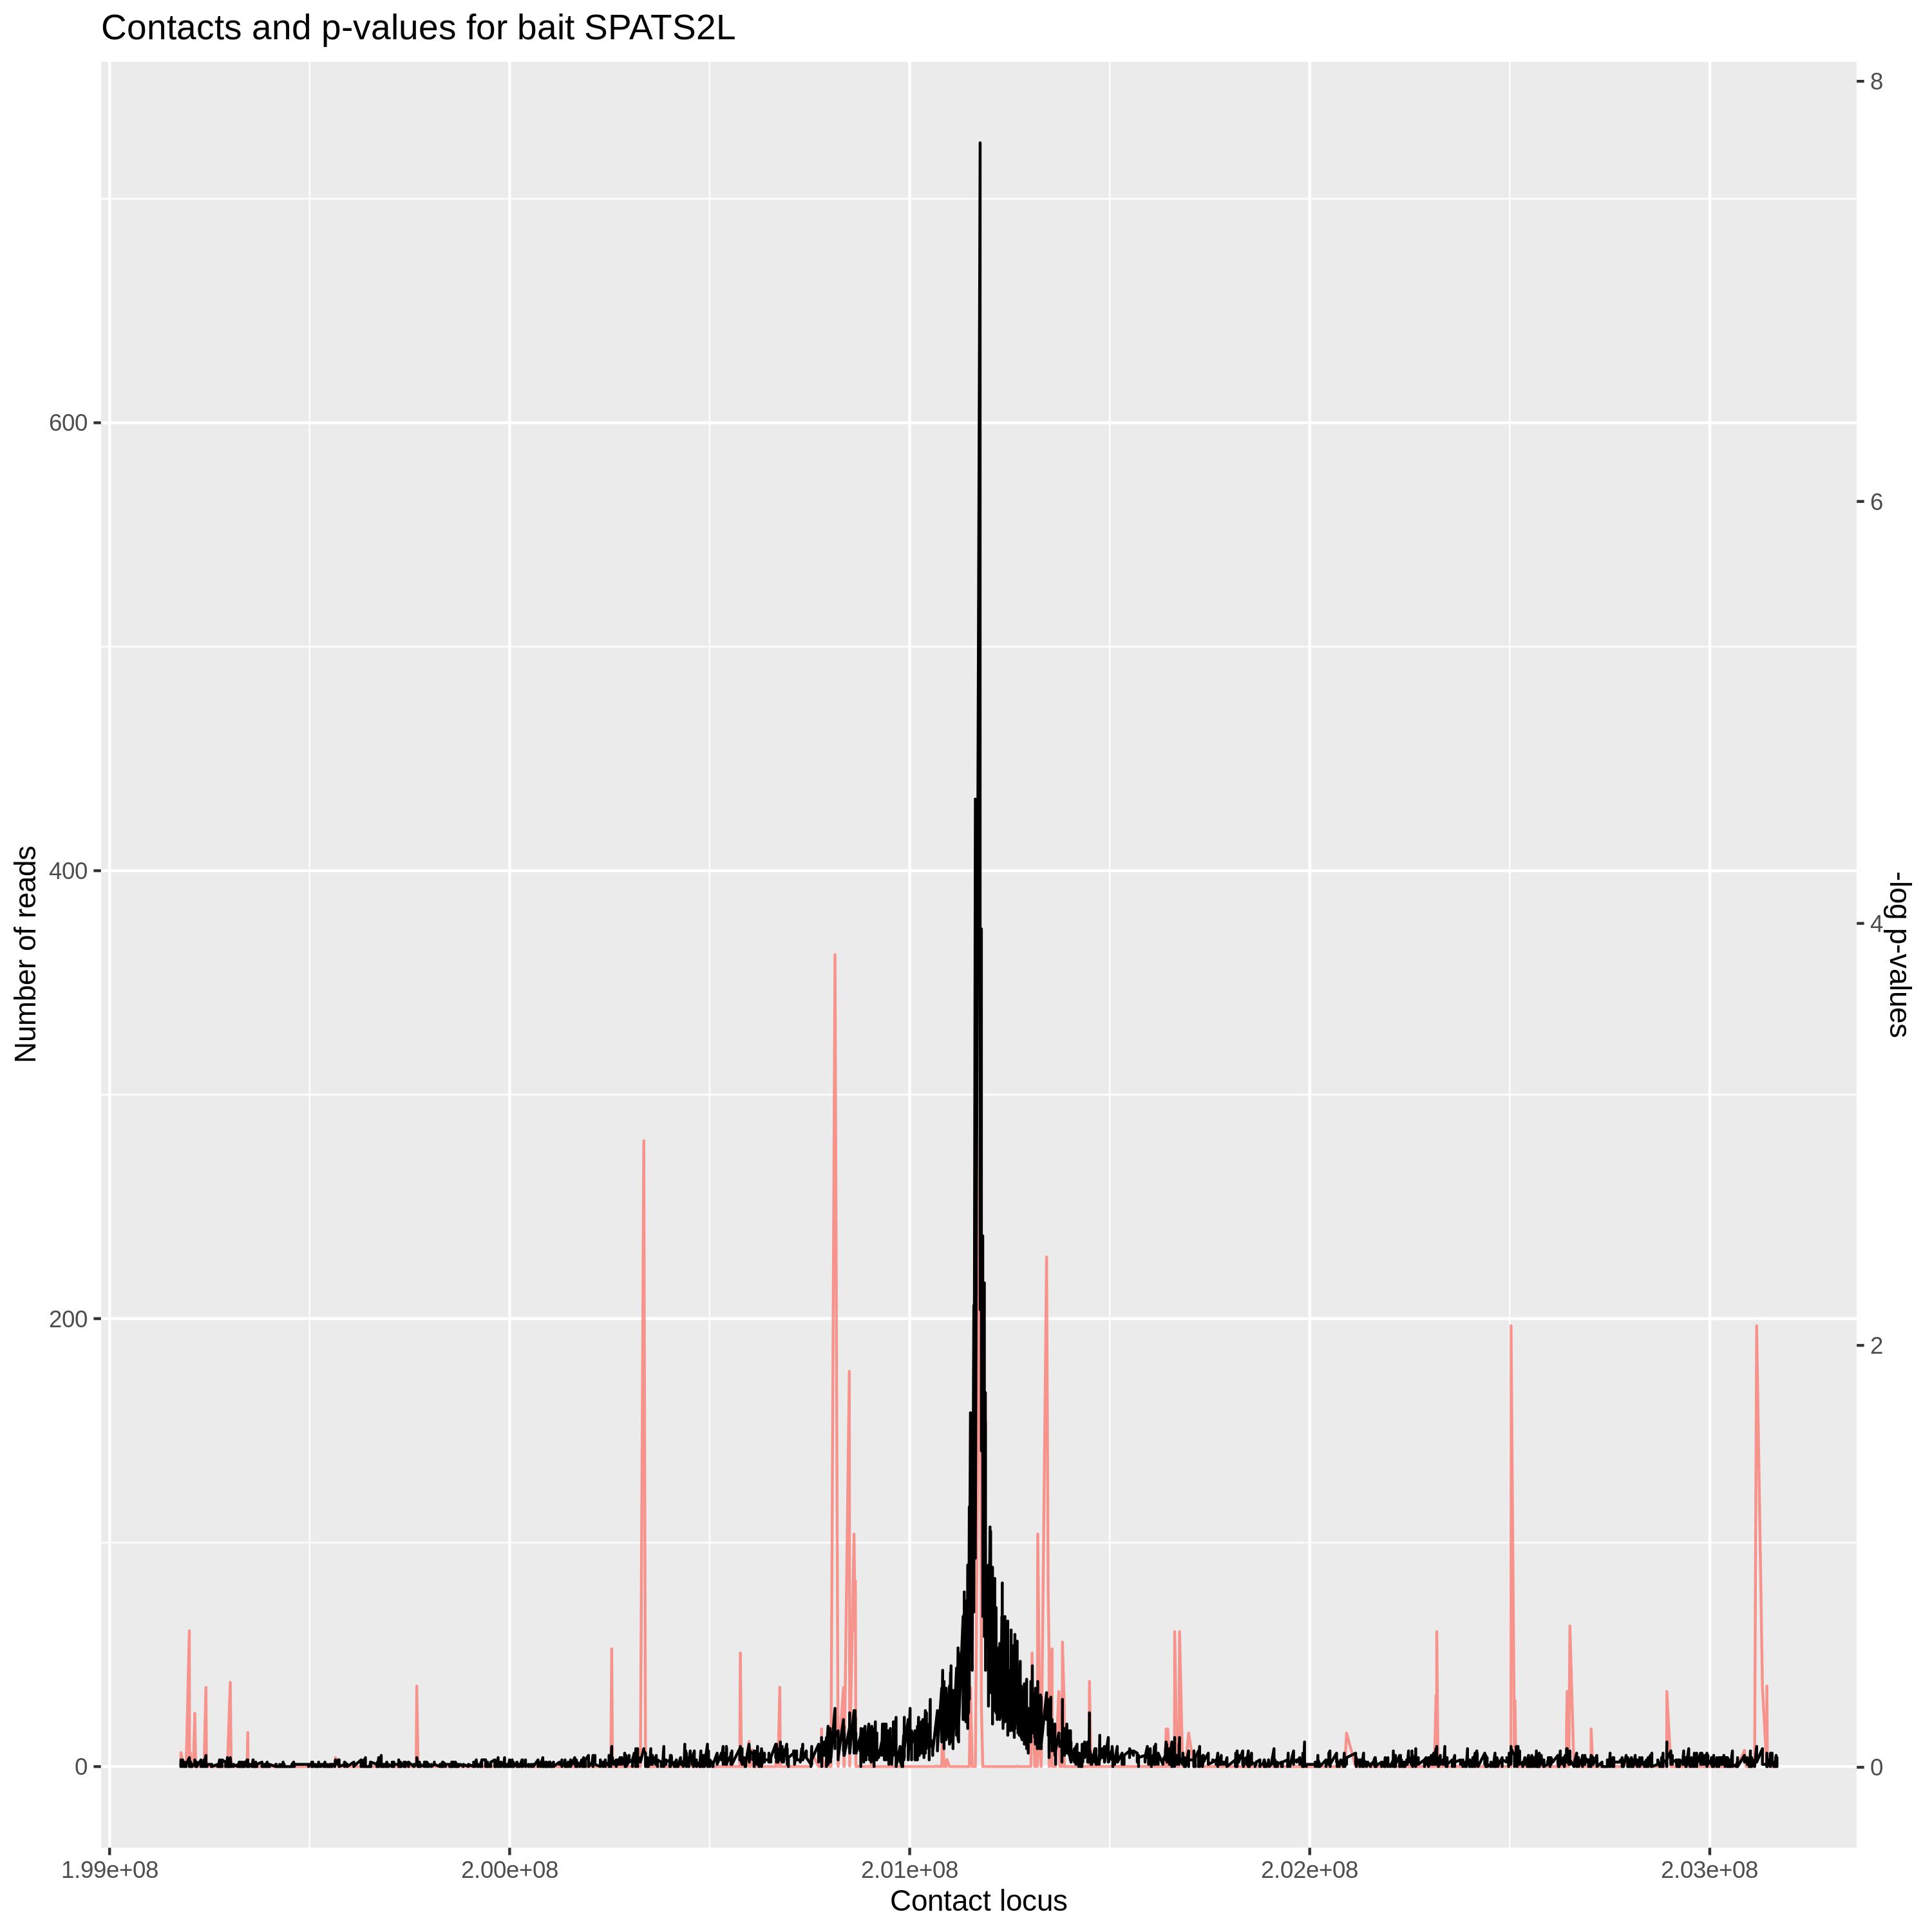 Contacts and p-values for bait SPATS2L
8
600
6
400
4
Number of reads
-log p-values
200
2
0
0
1.99e+08
2.00e+08
2.01e+08
2.02e+08
2.03e+08
Contact locus